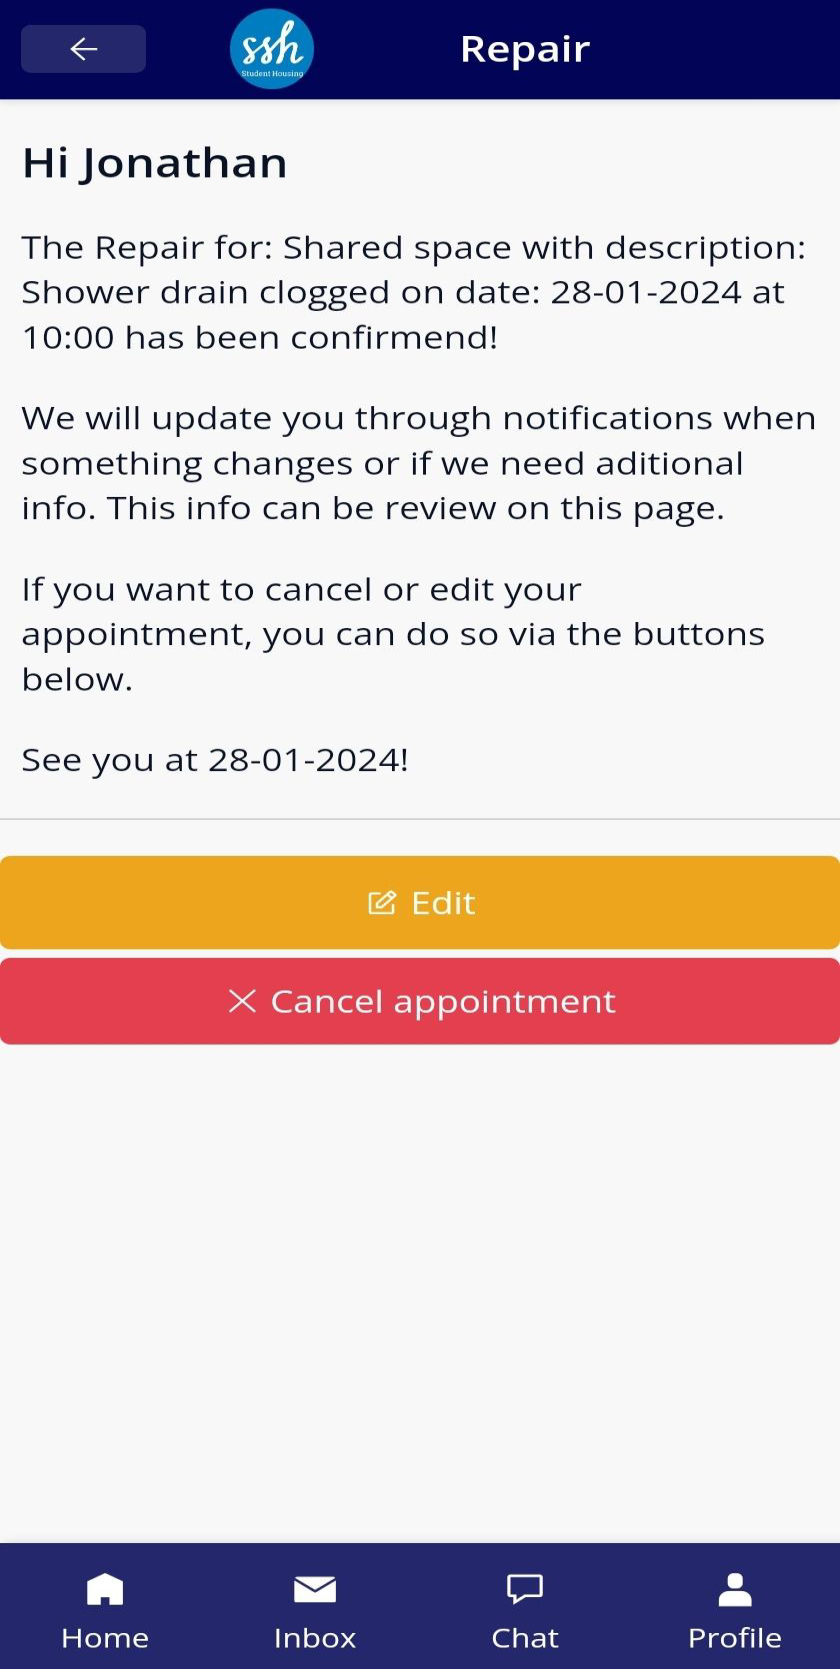 ssh
Student Housing
Repair
Hi Jonathan
The Repair for: Shared space with description:
Shower drain clogged on date: 28-01-2024 at
10:00 has been confirmend!
We will update you through notifications when
something changes or if we need aditional
info. This info can be review on this page.
If you want to cancel or edit your
appointment, you can do so via the buttons
below.
See you at 28-01-2024!
Edit
Cancel appointment
Home
Inbox
Chat
Profile